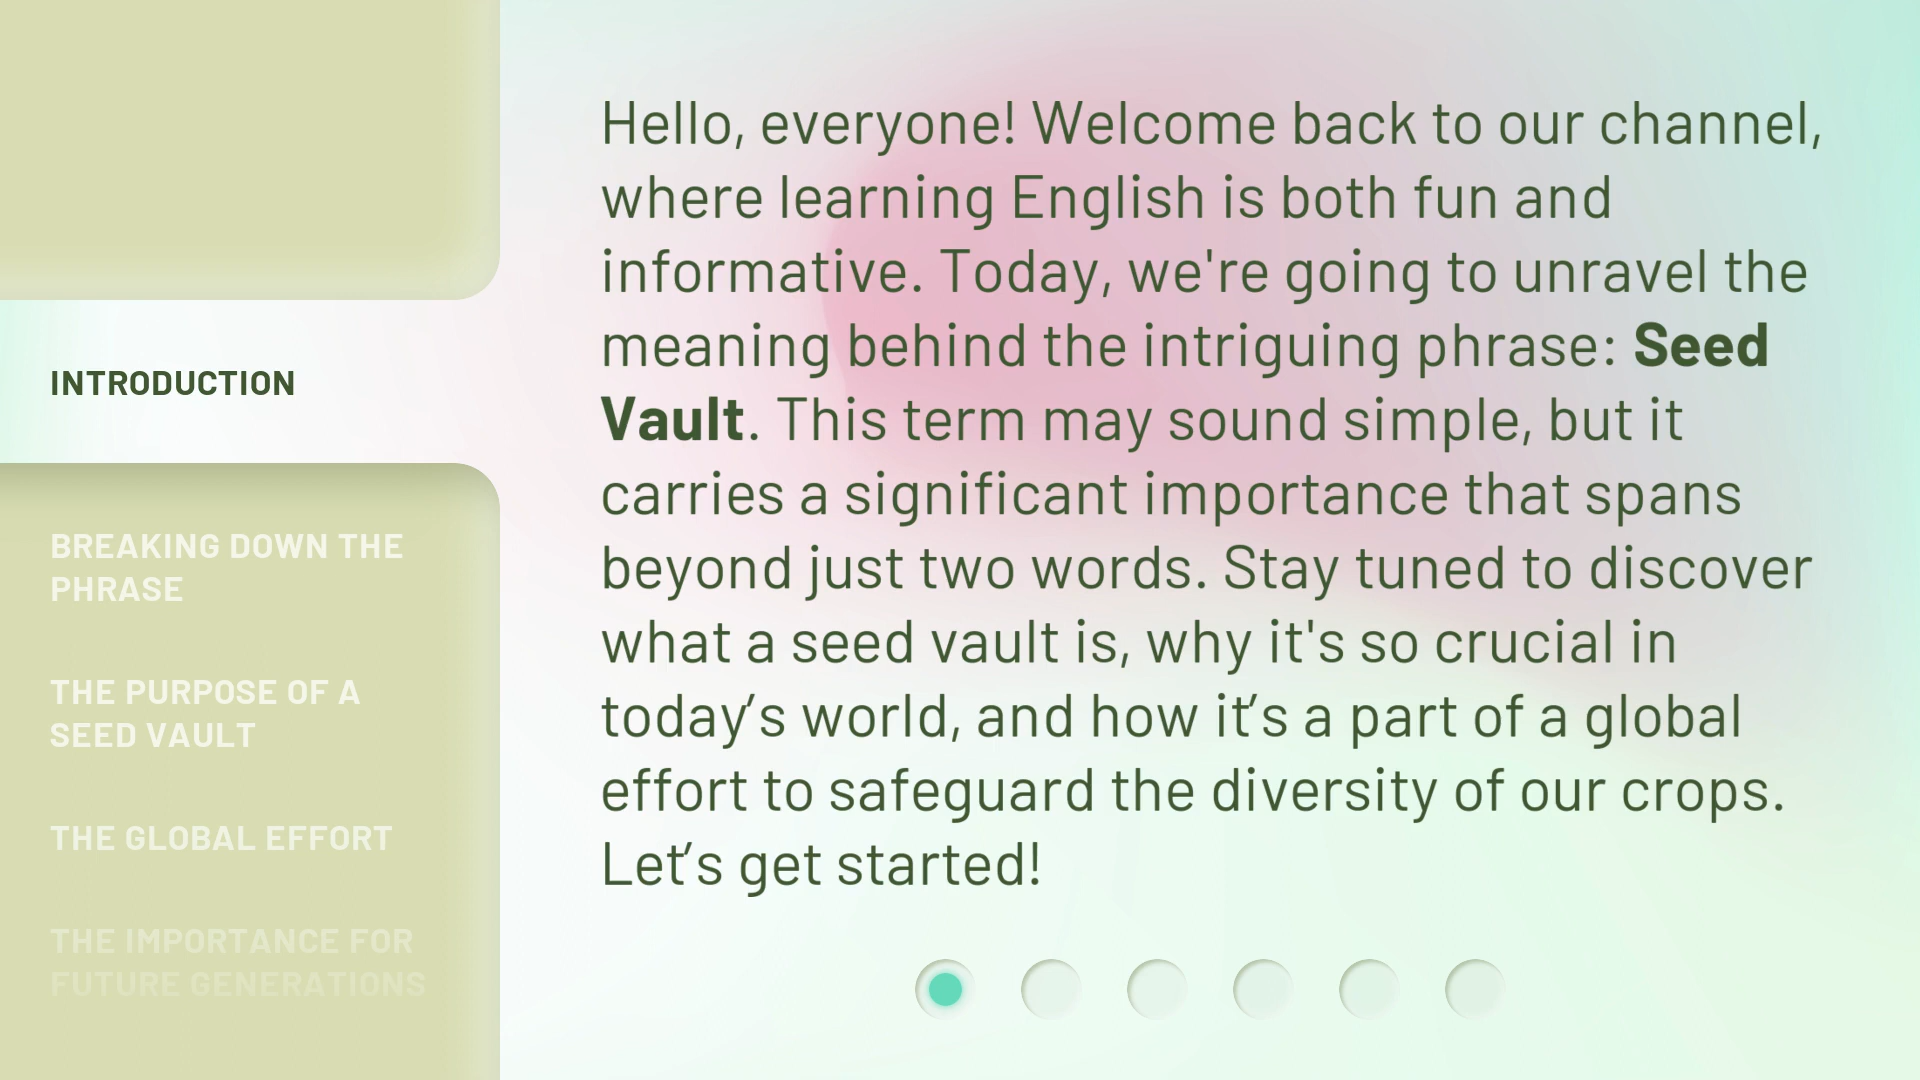 INTRODUCTION
BREAKING DOWN THE
PHRASE
THE PURPOSE OF A
SEED VAULT
THE GLOBAL EFFORT
THE IMPORTANCE FOR
FUTURE GENERATIONS
Hello, everyone! Welcome back to our channel,
where learning English is both fun and
informative. Today, we're going to unravel the
meaning behind the intriguing phrase: Seed
Vault. This term may sound simple, but it
carries a significant importance that spans
beyond just two words. Stay tuned to discover
what a seed vault is, why it's so crucial in
today’s world, and how it’s a part of a global
effort to safeguard the diversity of our crops.
Let’s get started!